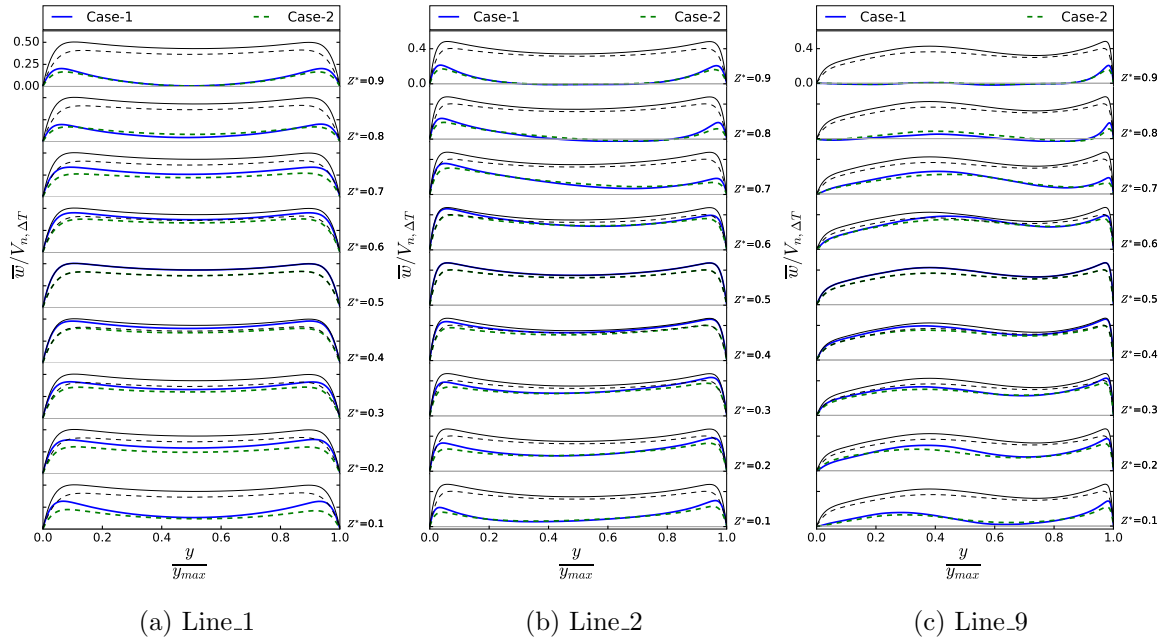 Case-1 Case-2
0.50
0.25
0.00
Z*=0.9
Z*=0.8
Z*=0.7
Z*=0.6
Z*=0.5
Z*=0.4
Z*=0.3
Z*=0.2
Z*=0.1
w̅/V_{n, ΔT}
0.0 0.2 0.4 0.6 0.8 1.0
y
y_{max}
(a) Line_1
Case-1 Case-2
0.4
0.0
Z*=0.9
Z*=0.8
Z*=0.7
Z*=0.6
Z*=0.5
Z*=0.4
Z*=0.3
Z*=0.2
Z*=0.1
w̅/V_{n, ΔT}
0.0 0.2 0.4 0.6 0.8 1.0
y
y_{max}
(b) Line_2
Case-1 Case-2
0.4
0.0
Z*=0.9
Z*=0.8
Z*=0.7
Z*=0.6
Z*=0.5
Z*=0.4
Z*=0.3
Z*=0.2
Z*=0.1
w̅/V_{n, ΔT}
0.0 0.2 0.4 0.6 0.8 1.0
y
y_{max}
(c) Line_9